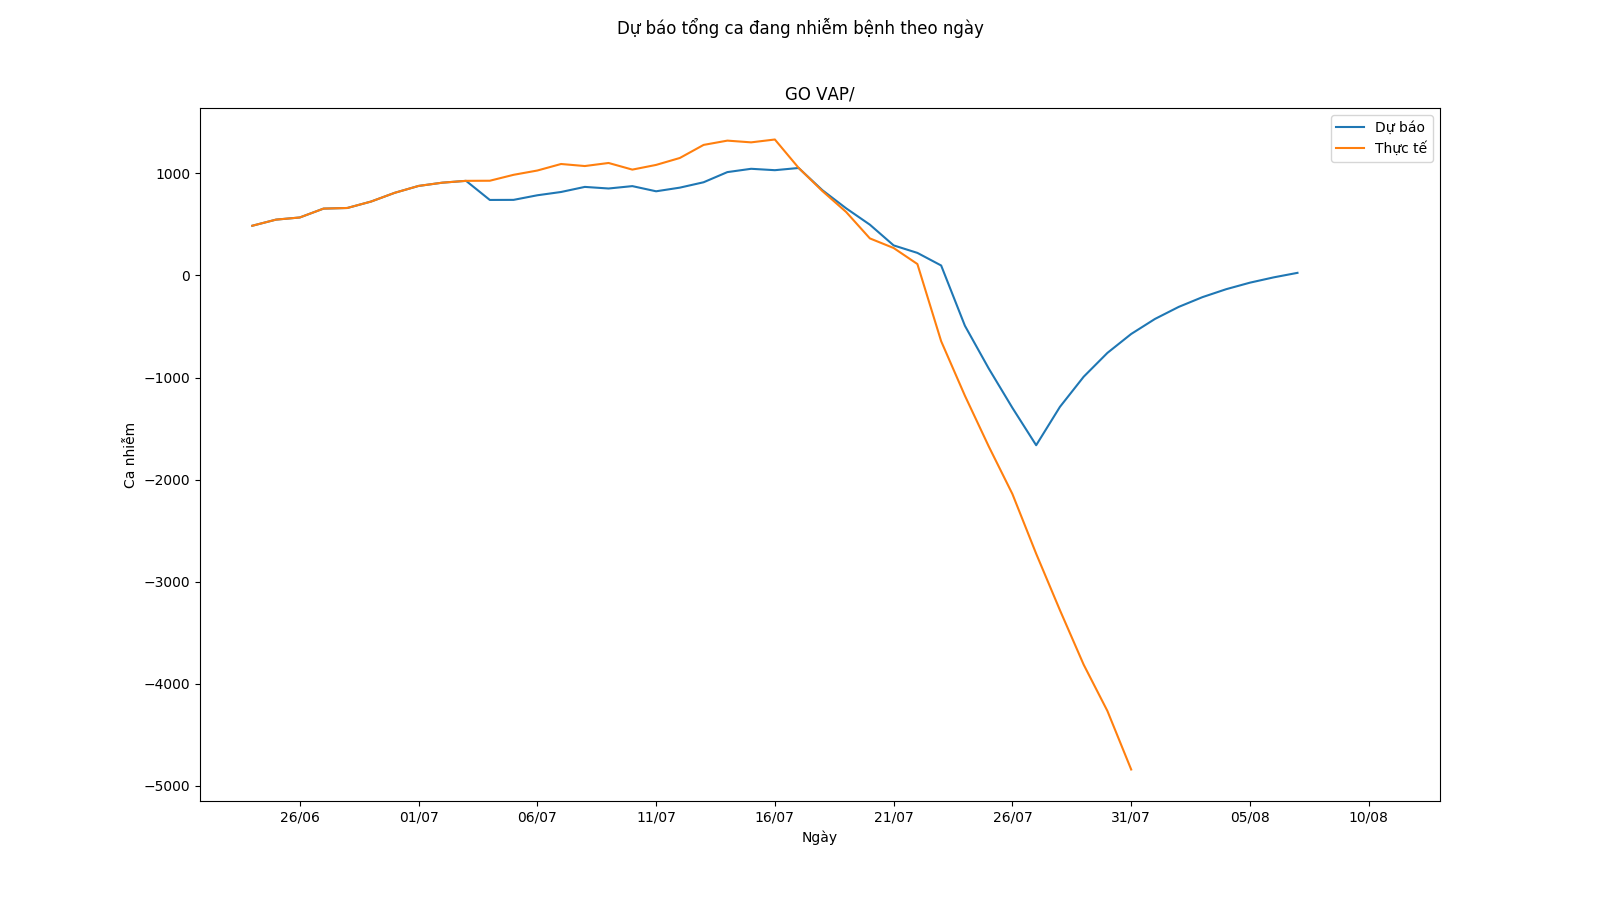 Dự báo tổng ca đang nhiễm bệnh theo ngày
GO VAP/
Dự báo
Thực tế
1000
0
−1000
−2000
−3000
−4000
−5000
Ca nhiễm
26/06
01/07
06/07
11/07
16/07
21/07
26/07
31/07
05/08
10/08
Ngày